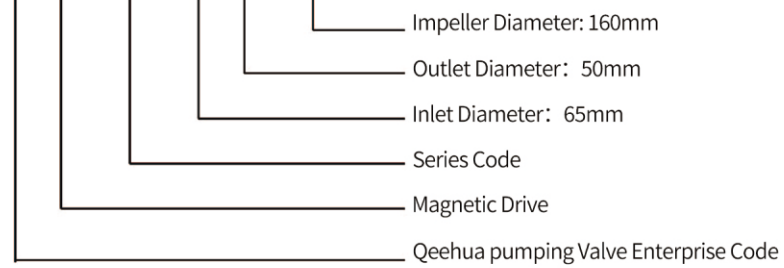 Impeller Diameter: 160mm
Outlet Diameter：50mm
Inlet Diameter：65mm
Series Code
Magnetic Drive
Qeehua pumping Valve Enterprise Code